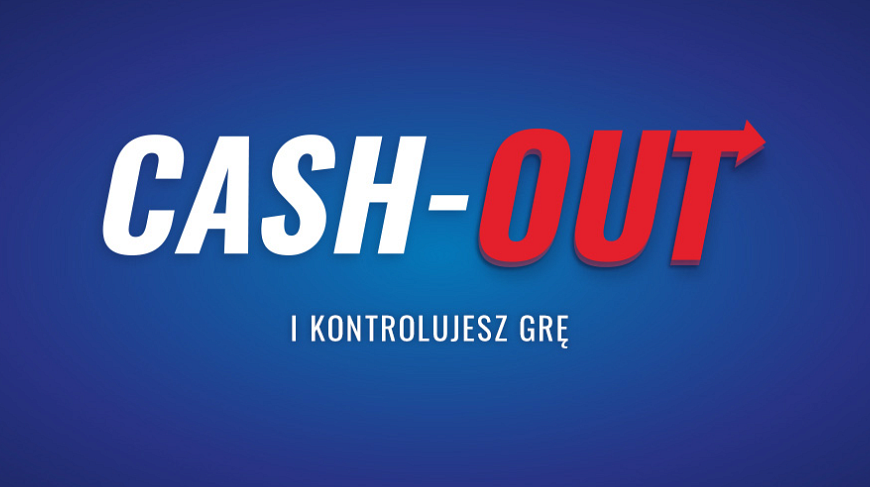 CASH-OUT
I KONTROLUJESZ GRĘ